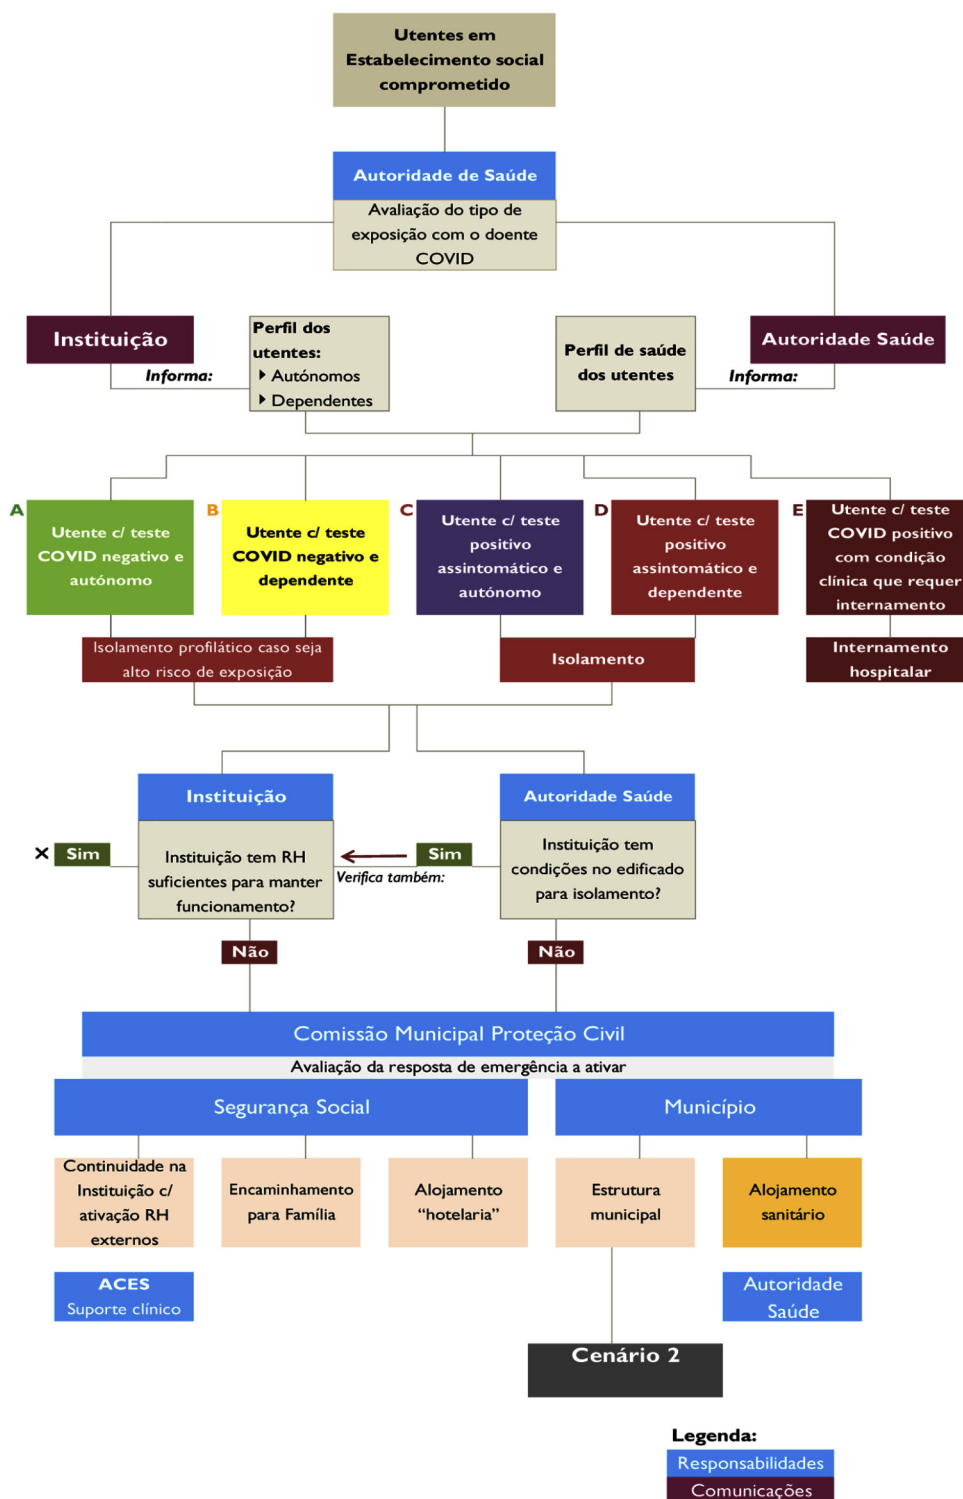 Utentes em
Estabelecimento social
comprometido
Autoridade de Saúde
Avaliação do tipo de
exposição com o doente
COVID
Instituição
Informa:
Perfil dos
utentes:
Autónomos
Dependentes
Perfil de saúde
dos utentes
Autoridade Saúde
Informa:
A
Utente c/ teste
COVID negativo e
autónomo
B
Utente c/ teste
COVID negativo e
dependente
C
Utente c/ teste
positivo
assintomático e
autónomo
D
Utente c/ teste
positivo
assintomático e
dependente
E
Utente c/ teste
COVID positivo
com condição
clínica que requer
internamento
Isolamento profilático caso seja
alto risco de exposição
Isolamento
Internamento
hospitalar
Instituição
Instituição tem RH
suficientes para manter
funcionamento?
Autoridade Saúde
Instituição tem
condições no edificado
para isolamento?
× Sim
Sim
Verifica também:
Não
Não
Comissão Municipal Proteção Civil
Avaliação da resposta de emergência a ativar
Segurança Social
Município
Continuidade na
Instituição c/
ativação RH
externos
Encaminhamento
para Família
Alojamento
“hotelaria”
Estrutura
municipal
Alojamento
sanitário
ACES
Suporte clínico
Autoridade
Saúde
Cenário 2
Legenda:
Responsabilidades
Comunicações